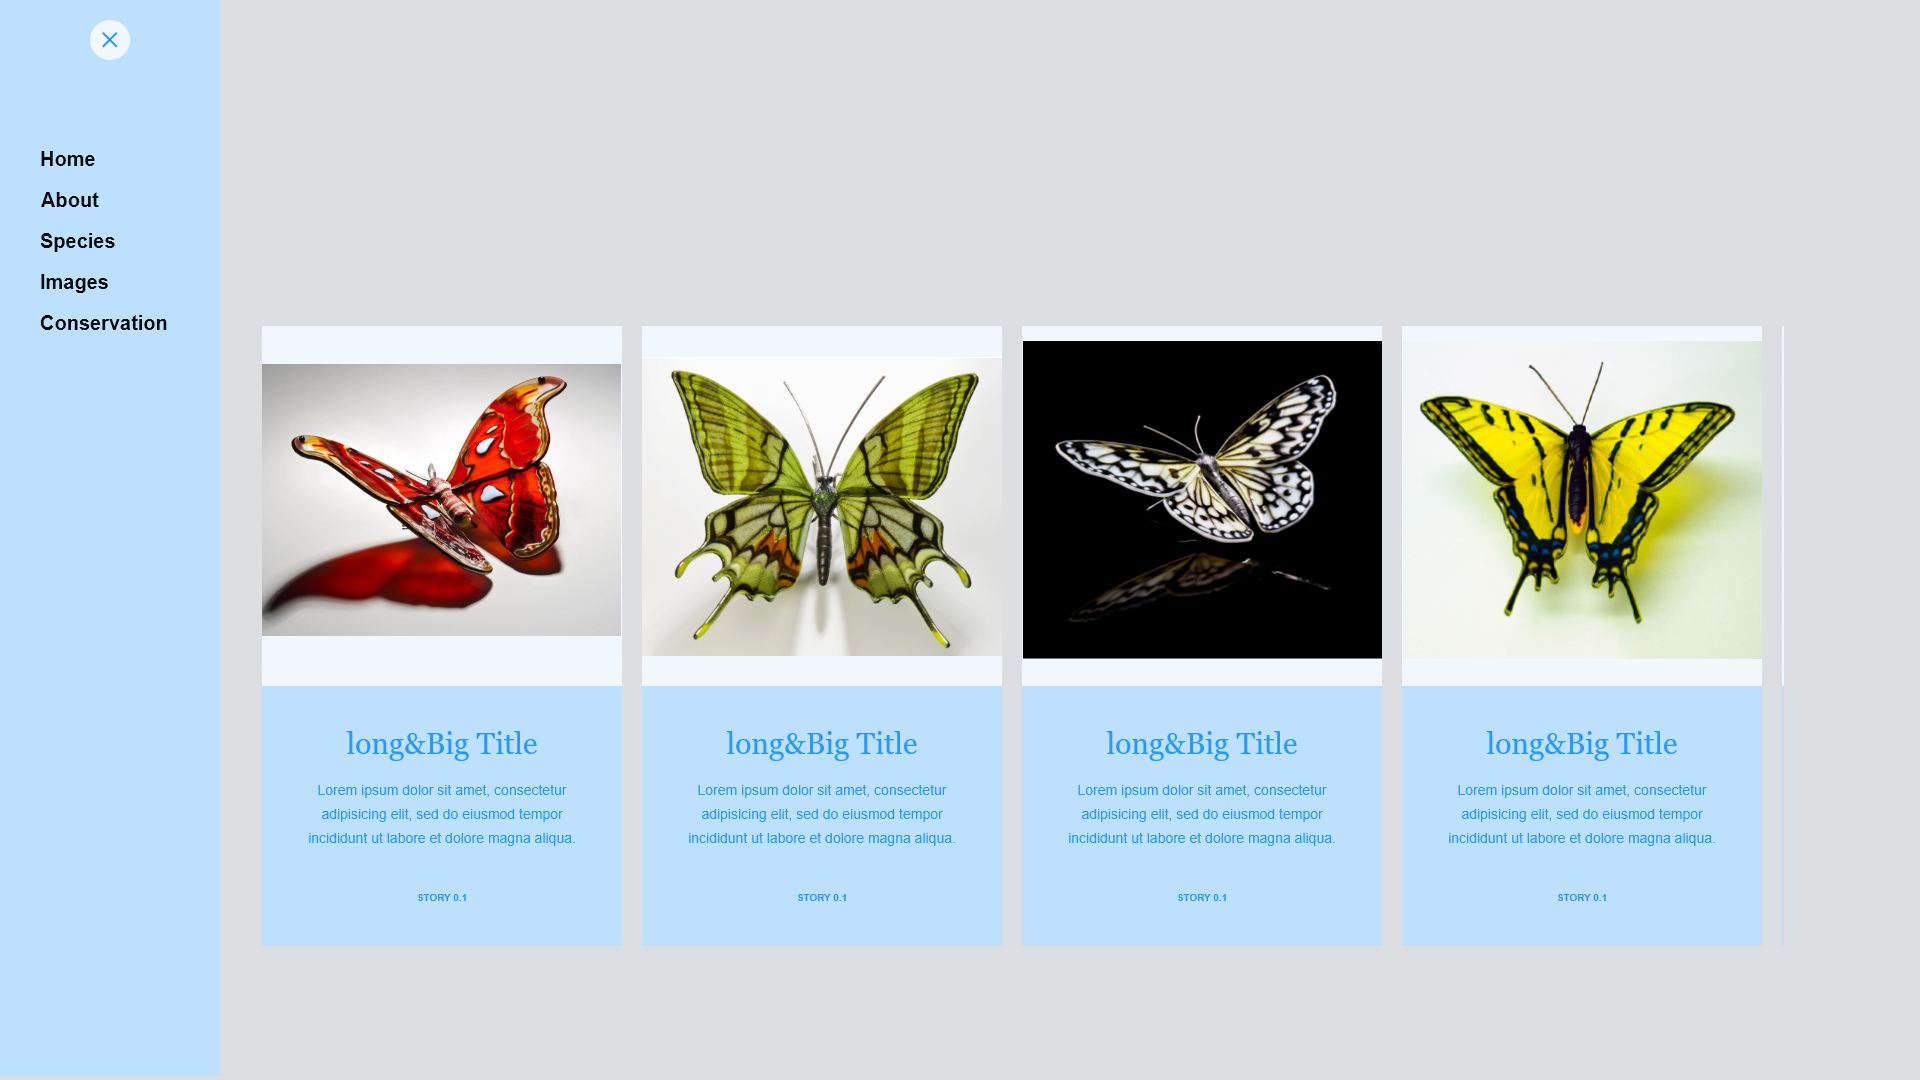 Home
About
Species
Images
Conservation
long&Big Title
Lorem ipsum dolor sit amet, consectetur
adipisicing elit, sed do eiusmod tempor
incididunt ut labore et dolore magna aliqua.
STORY 0.1
long&Big Title
Lorem ipsum dolor sit amet, consectetur
adipisicing elit, sed do eiusmod tempor
incididunt ut labore et dolore magna aliqua.
STORY 0.1
long&Big Title
Lorem ipsum dolor sit amet, consectetur
adipisicing elit, sed do eiusmod tempor
incididunt ut labore et dolore magna aliqua.
STORY 0.1
long&Big Title
Lorem ipsum dolor sit amet, consectetur
adipisicing elit, sed do eiusmod tempor
incididunt ut labore et dolore magna aliqua.
STORY 0.1